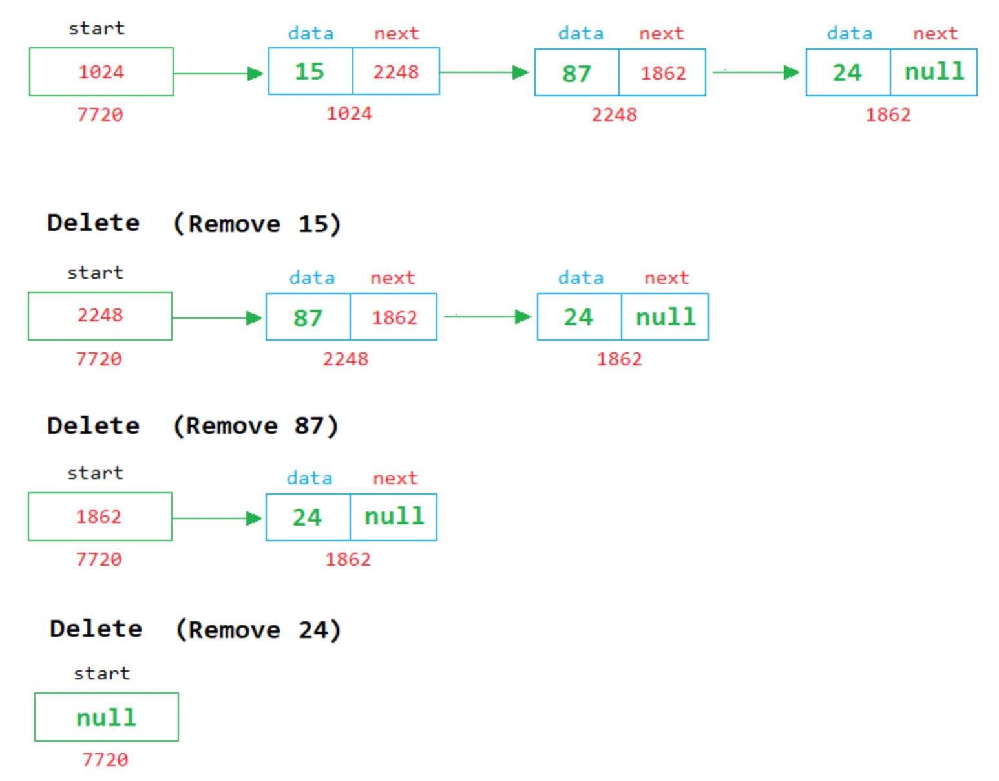 start data next data next data next
1024 15 2248 87 1862 24 null
7720 1024 2248 1862
Delete (Remove 15)
start data next data next
2248 87 1862 24 null
7720 2248 1862
Delete (Remove 87)
start data next
1862 24 null
7720 1862
Delete (Remove 24)
start
null
7720